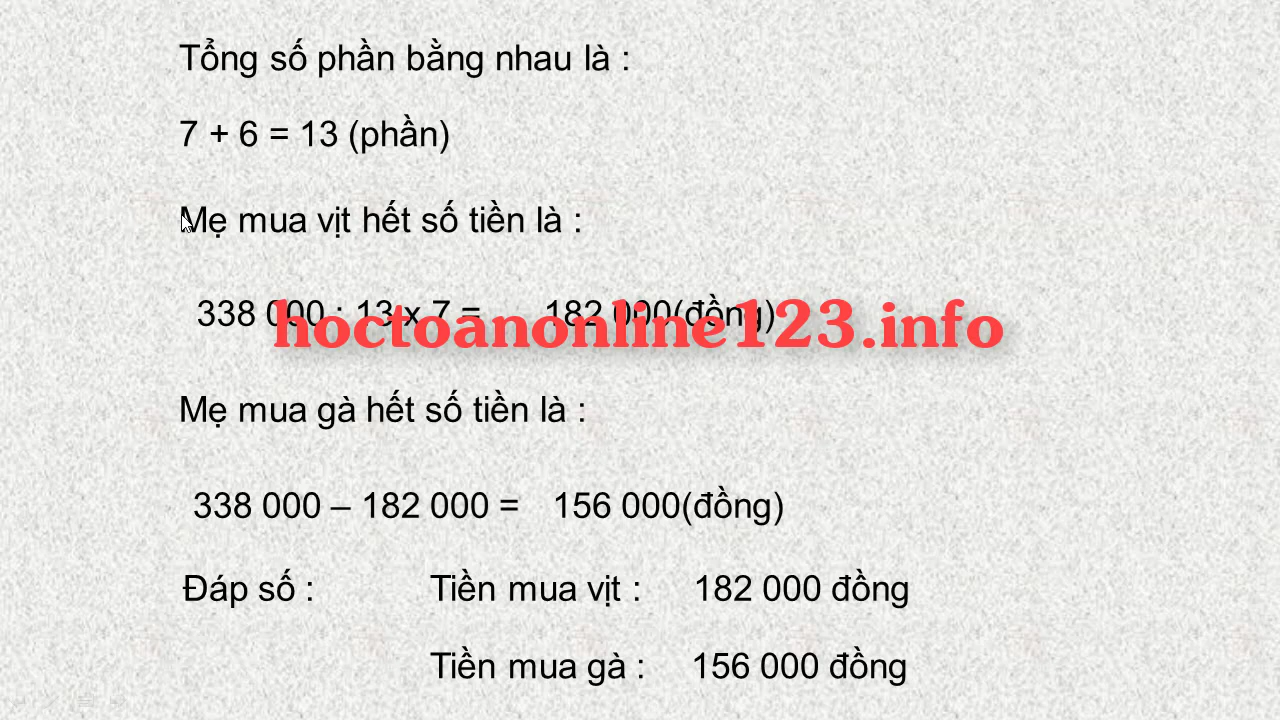 Tổng số phần bằng nhau là :
7 + 6 = 13 (phần)
Mẹ mua vịt hết số tiền là :
338 000 : 13 x 7 = 182 000(đồng)
hoctoanonline123.info
Mẹ mua gà hết số tiền là :
338 000 – 182 000 = 156 000(đồng)
Đáp số : Tiền mua vịt : 182 000 đồng
Tiền mua gà : 156 000 đồng